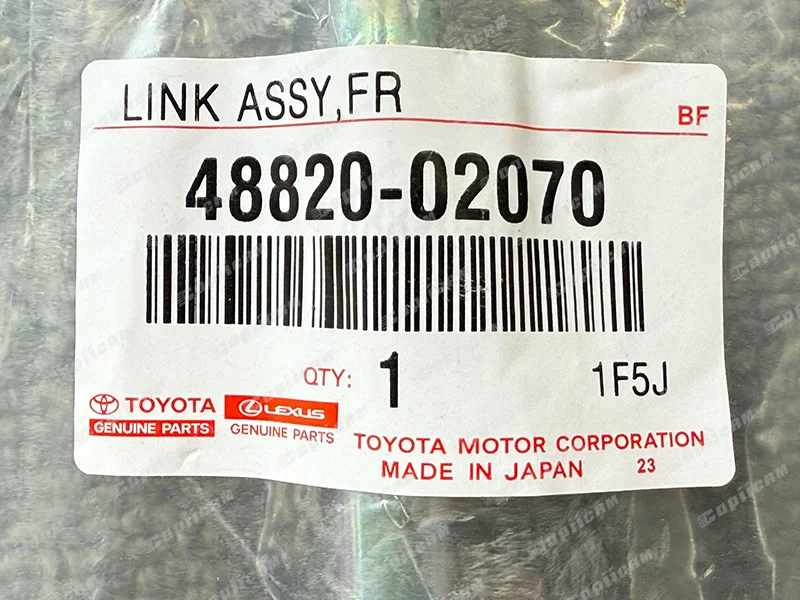 LINK ASSY,FR
BF
48820-02070
QTY: 1
1F5J
TOYOTA
GENUINE PARTS
LEXUS
GENUINE PARTS
TOYOTA MOTOR CORPORATION
MADE IN JAPAN 23
CapliCAM